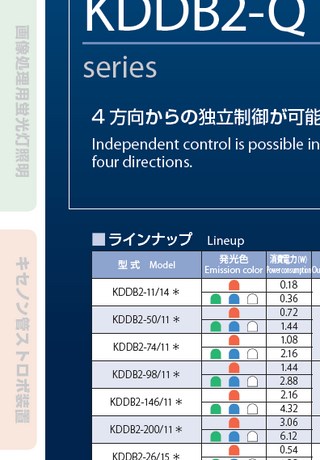 KDDB2-Q
series
4 方向からの独立制御が可能
Independent control is possible in
four directions.
ラインナップ Lineup
型 式 Model
発光色
Emission color
消費電力(W)
Power consumption
KDDB2-11/14 ＊
0.18
0.36
KDDB2-50/11 ＊
0.72
1.44
KDDB2-74/11 ＊
1.08
2.16
KDDB2-98/11 ＊
1.44
2.88
KDDB2-146/11 ＊
2.16
4.32
KDDB2-200/11 ＊
3.06
6.12
KDDB2-26/15 ＊
0.54
画像処理用蛍光灯照明
キセノン管ストロボ装置